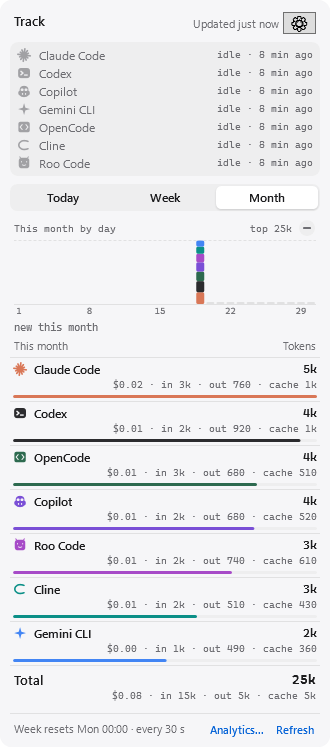 Track
Updated just now
Claude Code idle · 8 min ago
Codex idle · 8 min ago
Copilot idle · 8 min ago
Gemini CLI idle · 8 min ago
OpenCode idle · 8 min ago
Cline idle · 8 min ago
Roo Code idle · 8 min ago
Today Week Month
This month by day top 25k
1 8 15 22 29
new this month
This month Tokens
Claude Code 5k
$0.02 · in 3k · out 760 · cache 1k
Codex 4k
$0.01 · in 2k · out 920 · cache 1k
OpenCode 4k
$0.01 · in 3k · out 680 · cache 510
Copilot 4k
$0.01 · in 2k · out 680 · cache 520
Roo Code 3k
$0.01 · in 2k · out 740 · cache 610
Cline 3k
$0.01 · in 2k · out 510 · cache 430
Gemini CLI 2k
$0.00 · in 1k · out 490 · cache 360
Total 25k
$0.08 · in 15k · out 5k · cache 5k
Week resets Mon 00:00 · every 30 s Analytics... Refresh